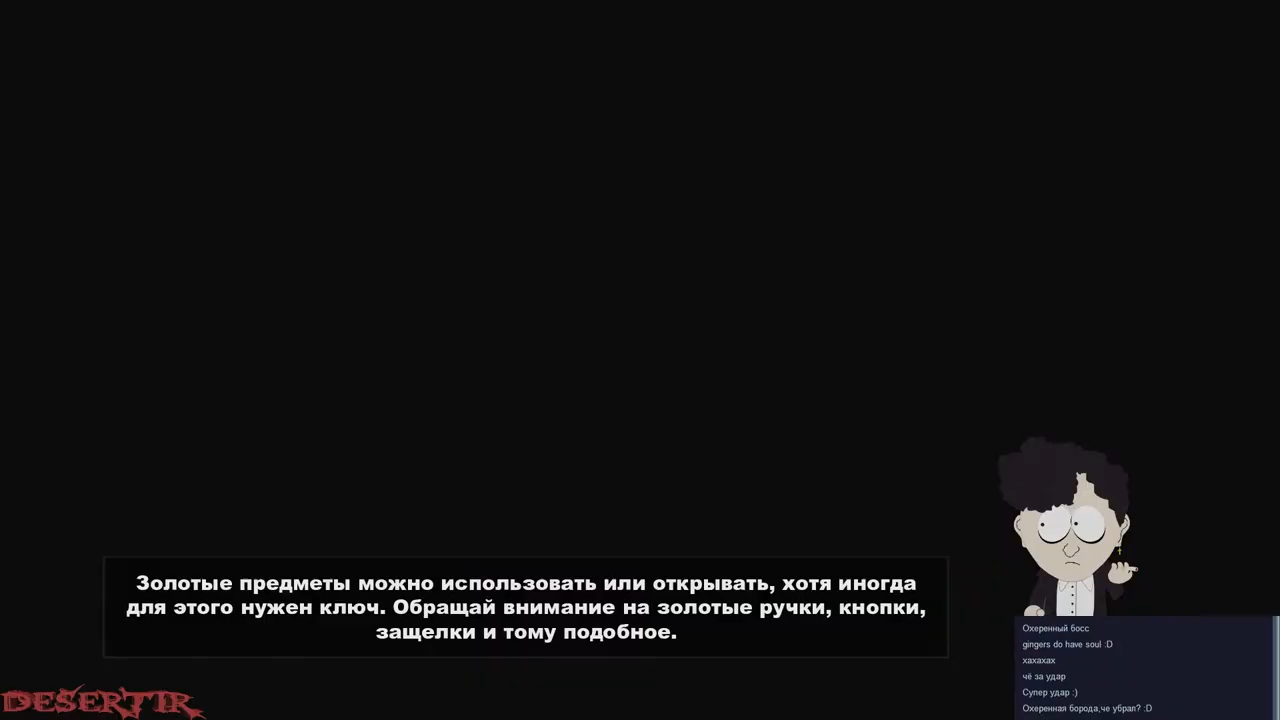 Золотые предметы можно использовать или открывать, хотя иногда
для этого нужен ключ. Обращай внимание на золотые ручки, кнопки,
защелки и тому подобное.
Охеренный босс
gingers do have soul :D
хахахах
чё за удар
Супер удар :)
Охеренная борода,че убрал? :D
DESERTIR